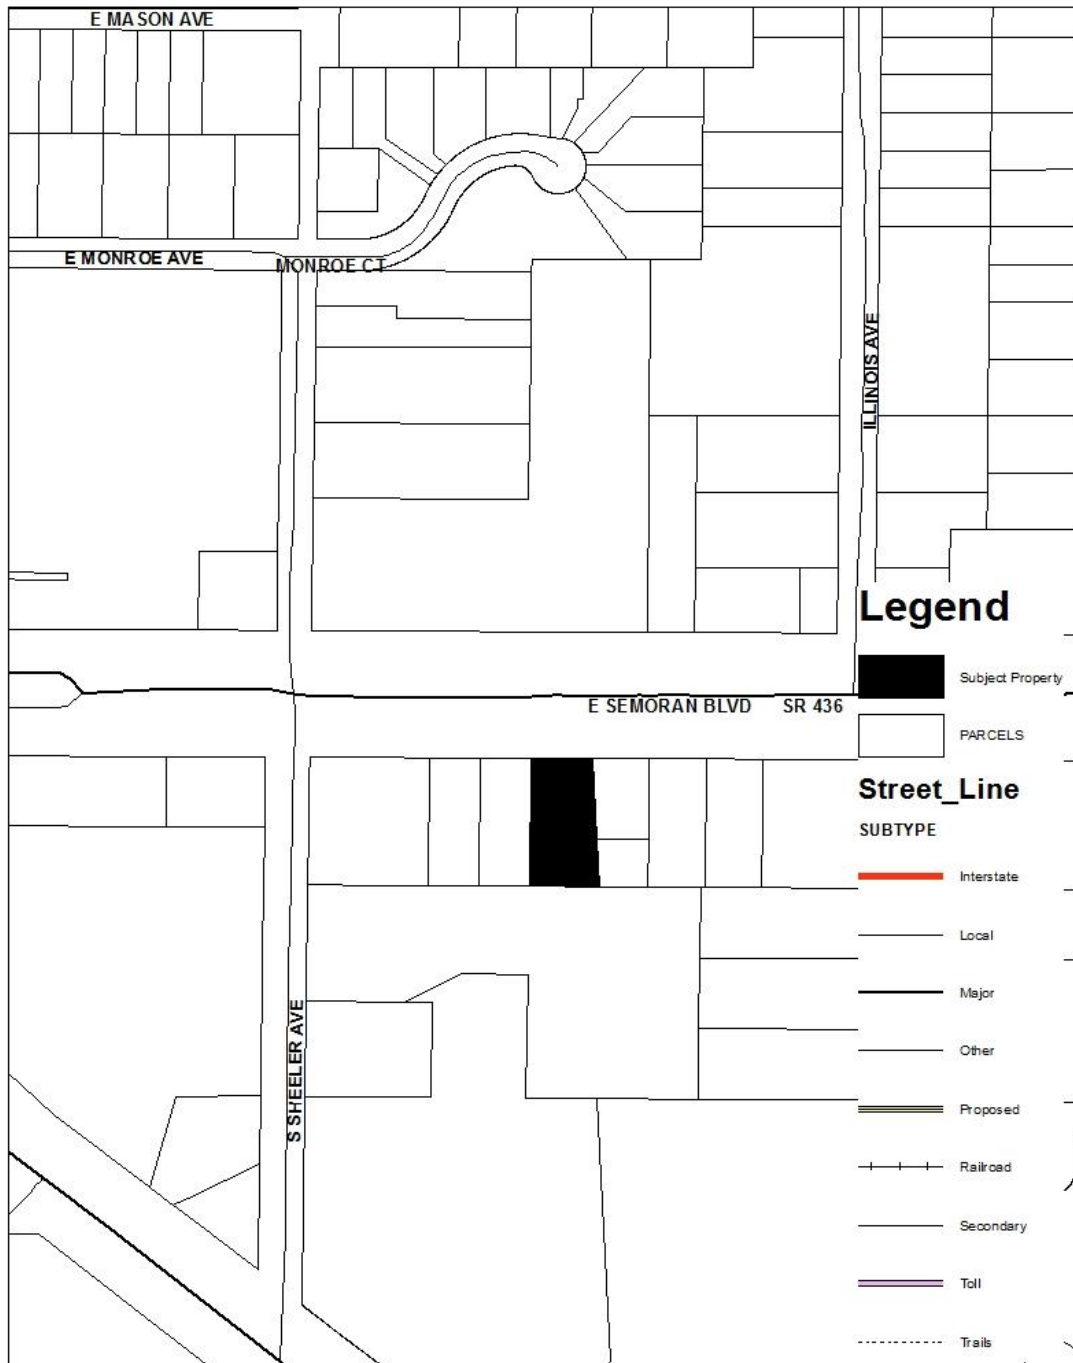 E MASON AVE
E MONROE AVE
MONROE CT
ILLINOIS AVE
E SEMORAN BLVD SR 436
S SHEELER AVE
Legend
Subject Property
PARCELS
Street_Line
SUBTYPE
Interstate
Local
Major
Other
Proposed
Railroad
Secondary
Toll
Trails